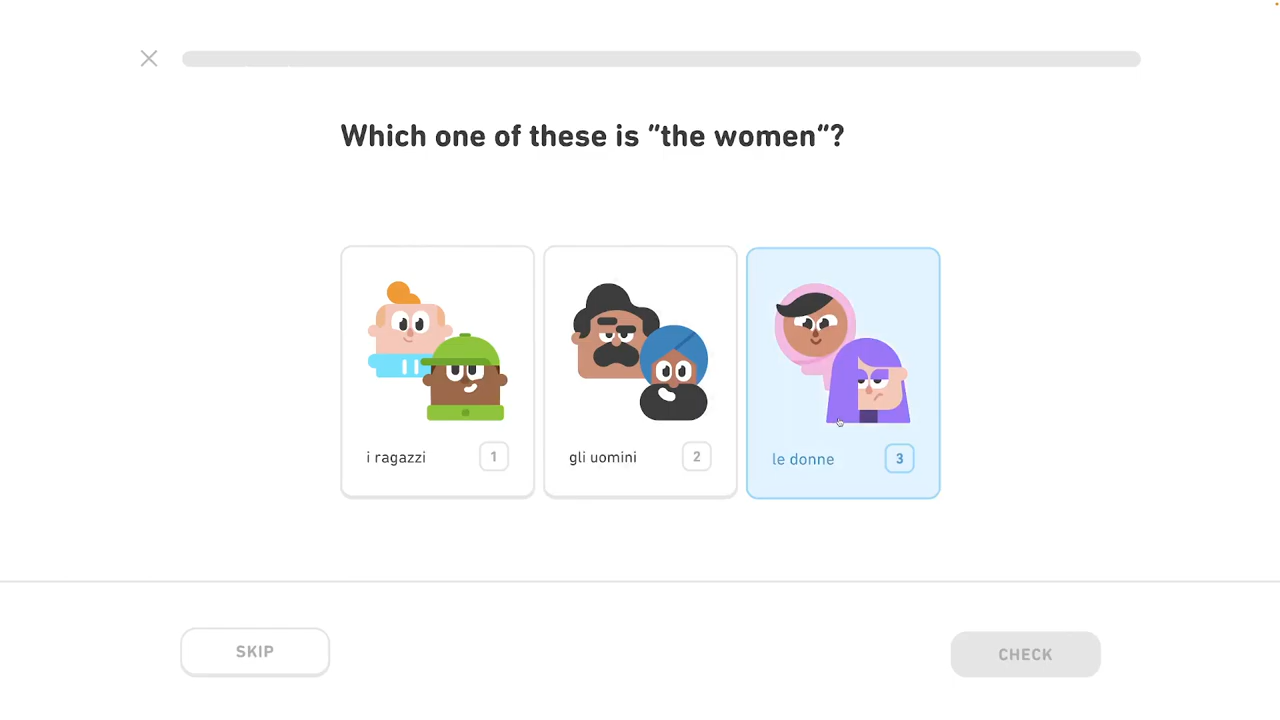 Which one of these is "the women"?
i ragazzi 1
gli uomini 2
le donne 3
SKIP
CHECK